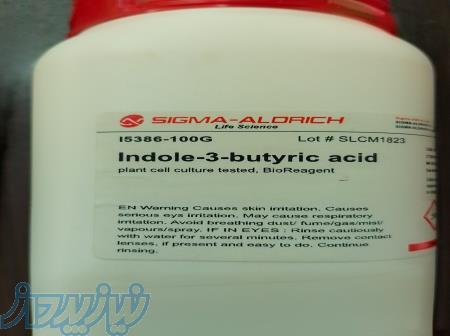 SIGMA-ALDRICH
Life Science
I5386-100G Lot # SLCM1823
Indole-3-butyric acid
plant cell culture tested, BioReagent
EN Warning Causes skin irritation. Causes
serious eye irritation. May cause respiratory
irritation. Avoid breathing dust/ fume/gas/mist/
vapours/spray. IF IN EYES: Rinse cautiously
with water for several minutes. Remove contact
lenses, if present and easy to do. Continue
rinsing.
نیازپرداز